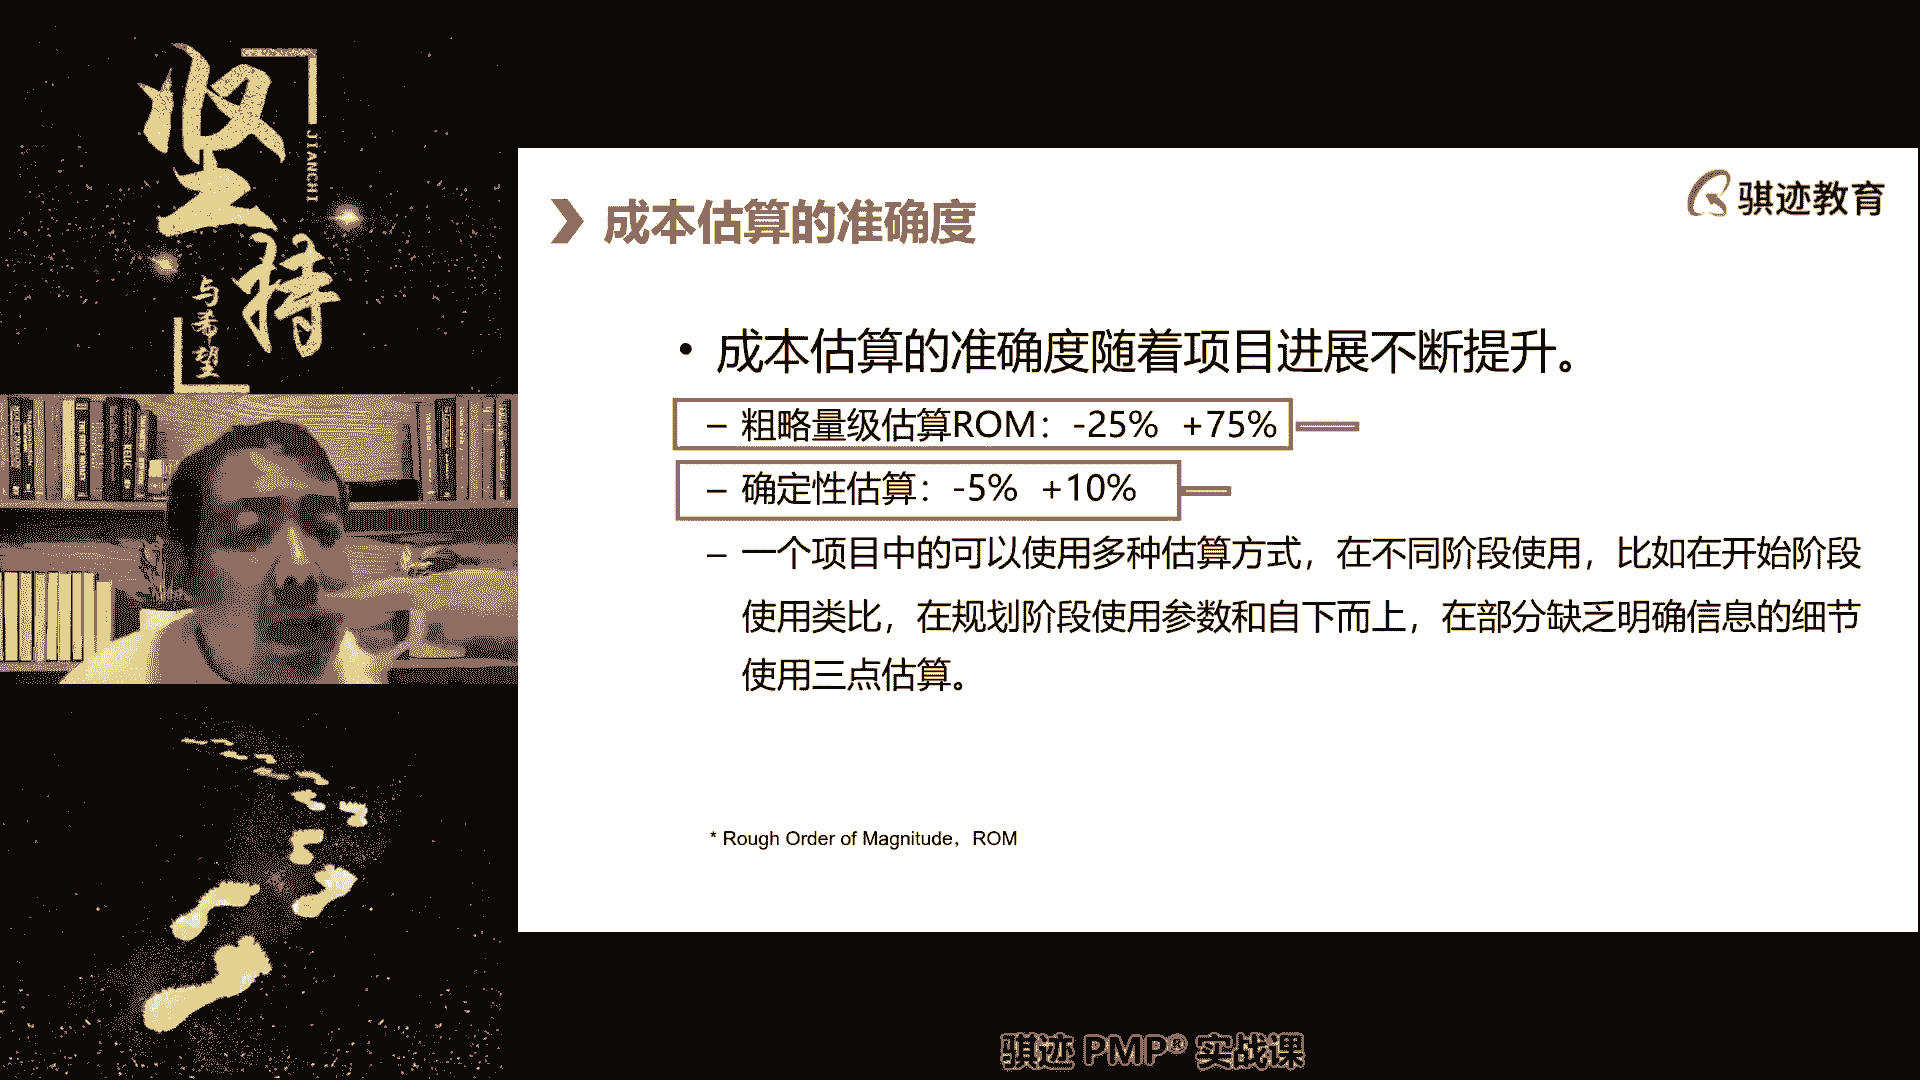 坚持
JIANCHI
与希望
骐迹教育
成本估算的准确度
• 成本估算的准确度随着项目进展不断提升。
– 粗略量级估算ROM：-25% +75%
– 确定性估算：-5% +10%
– 一个项目中的可以使用多种估算方式，在不同阶段使用，比如在开始阶段
使用类比，在规划阶段使用参数和自下而上，在部分缺乏明确信息的细节
使用三点估算。
* Rough Order of Magnitude，ROM
骐迹 PMP® 实战课